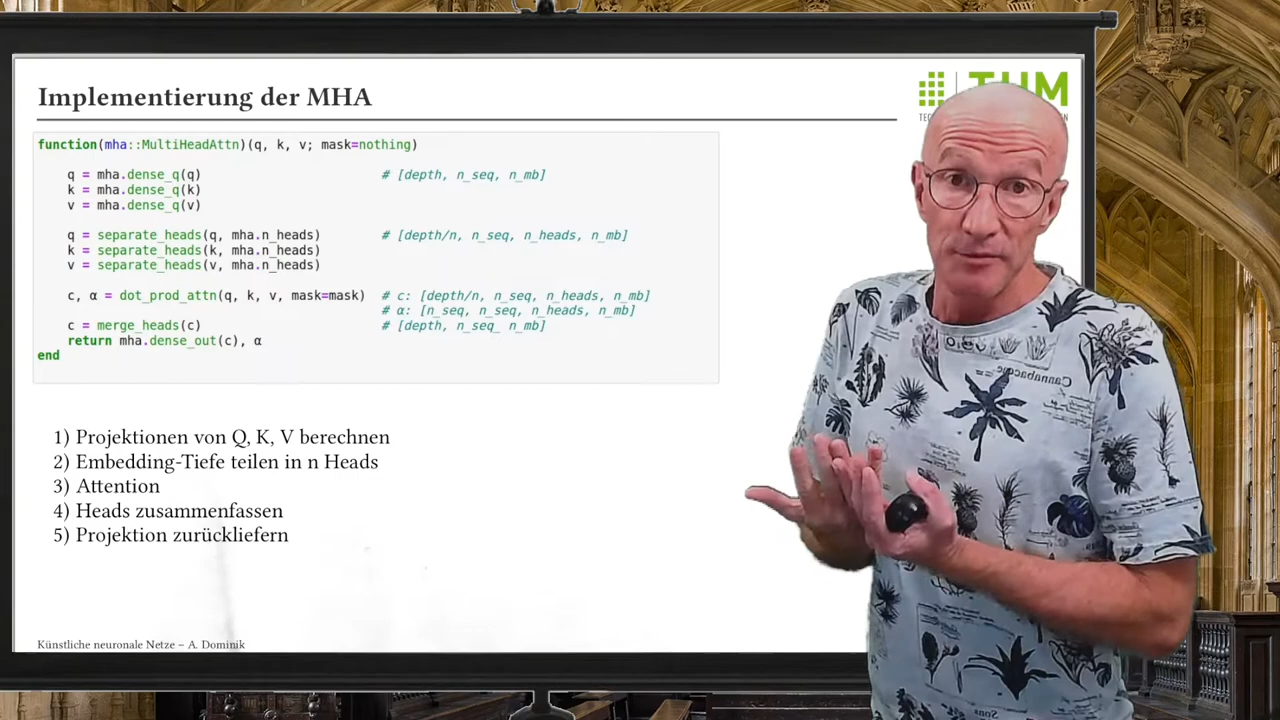 Implementierung der MHA
THM
function(mha::MultiHeadAttn)(q, k, v; mask=nothing)
q = mha.dense_q(q) # [depth, n_seq, n_mb]
k = mha.dense_q(k)
v = mha.dense_q(v)
q = separate_heads(q, mha.n_heads) # [depth/n, n_seq, n_heads, n_mb]
k = separate_heads(k, mha.n_heads)
v = separate_heads(v, mha.n_heads)
c, α = dot_prod_attn(q, k, v, mask=mask) # c: [depth/n, n_seq, n_heads, n_mb]
# α: [n_seq, n_seq, n_heads, n_mb]
c = merge_heads(c) # [depth, n_seq_ n_mb]
return mha.dense_out(c), α
end
1) Projektionen von Q, K, V berechnen
2) Embedding-Tiefe teilen in n Heads
3) Attention
4) Heads zusammenfassen
5) Projektion zurückliefern
Künstliche neuronale Netze – A. Dominik
Cannabaceae